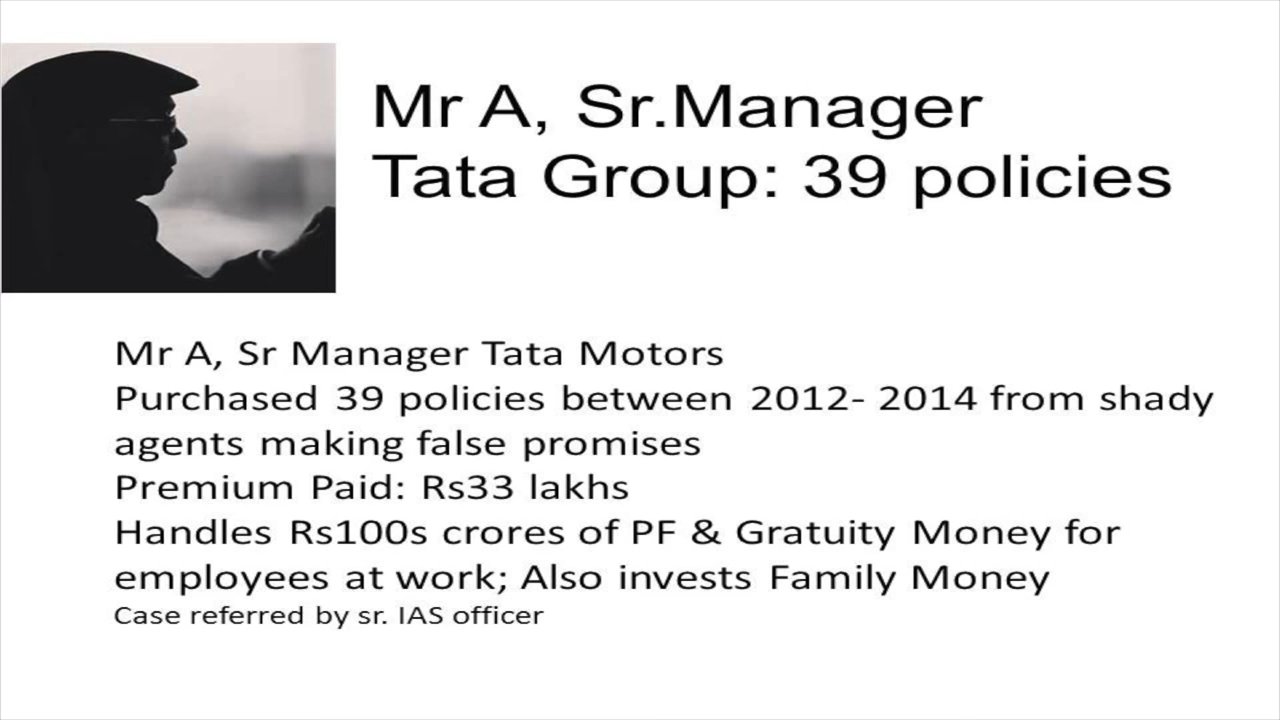 Mr A, Sr.Manager
Tata Group: 39 policies
Mr A, Sr Manager Tata Motors
Purchased 39 policies between 2012- 2014 from shady
agents making false promises
Premium Paid: Rs33 lakhs
Handles Rs100s crores of PF & Gratuity Money for
employees at work; Also invests Family Money
Case referred by sr. IAS officer